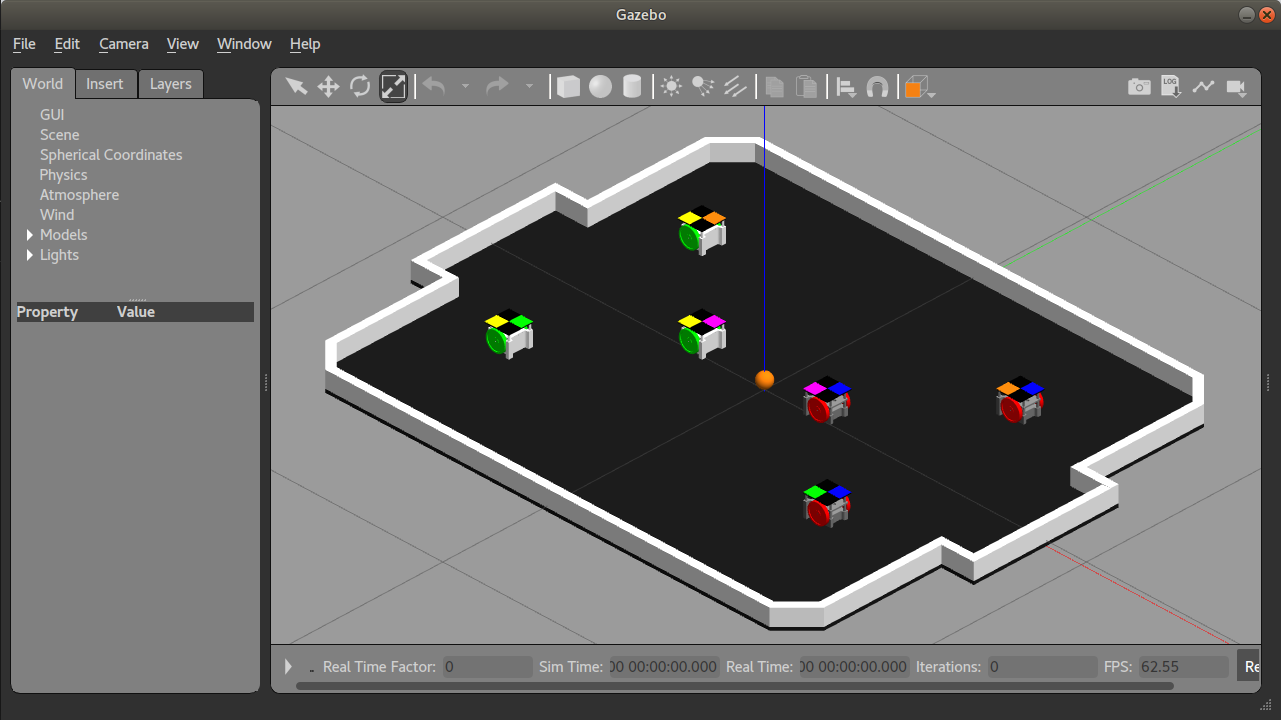 Gazebo
File Edit Camera View Window Help
World Insert Layers
LOG
GUI
Scene
Spherical Coordinates
Physics
Atmosphere
Wind
Models
Lights
Property Value
Real Time Factor: 0 Sim Time: 00 00:00:00.000 Real Time: 00 00:00:00.000 Iterations: 0 FPS: 62.55 Re